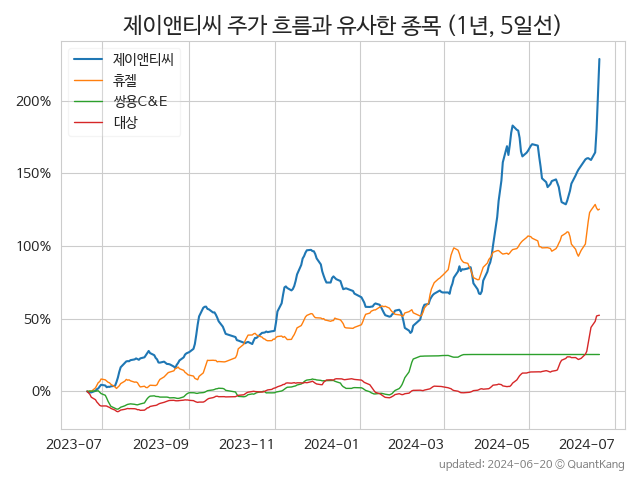 제이앤티씨 주가 흐름과 유사한 종목 (1년, 5일선)
제이앤티씨
휴젤
쌍용C&E
대상
200%
150%
100%
50%
0%
2023-07 2023-09 2023-11 2024-01 2024-03 2024-05 2024-07
updated: 2024-06-20 © QuantKang